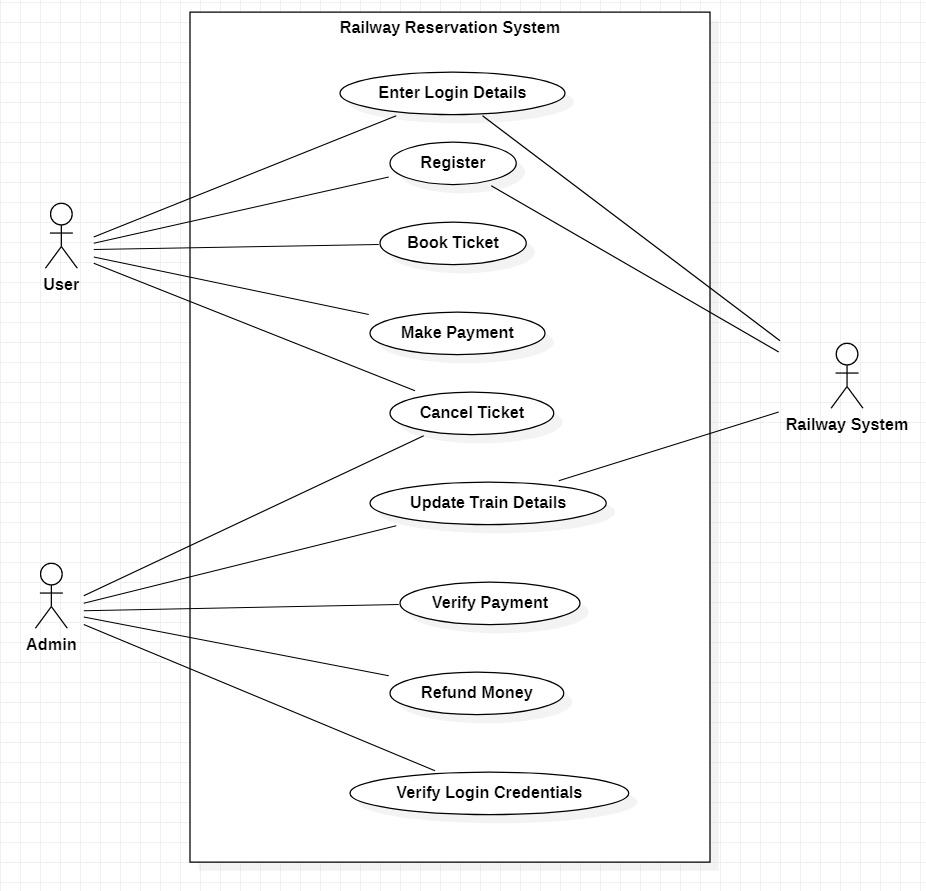 Railway Reservation System
Enter Login Details
Register
Book Ticket
User
Make Payment
Cancel Ticket
Railway System
Update Train Details
Verify Payment
Admin
Refund Money
Verify Login Credentials